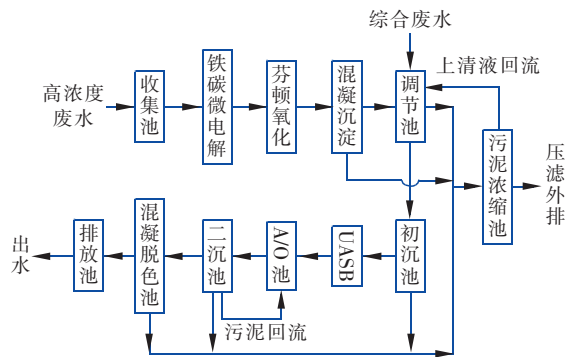 综合废水
高浓度
废水
收集池
铁碳微电解
芬顿氧化
混凝沉淀
调节池
上清液回流
污泥浓缩池
压滤外排
出水
排放池
混凝脱色池
二沉池
A/O池
UASB
初沉池
污泥回流